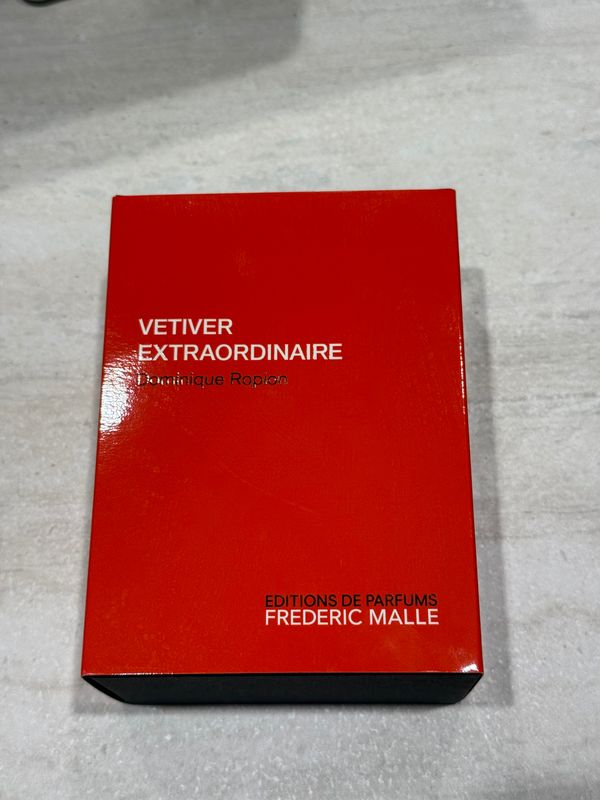 VETIVER
EXTRAORDINAIRE
Dominique Ropion
EDITIONS DE PARFUMS
FREDERIC MALLE